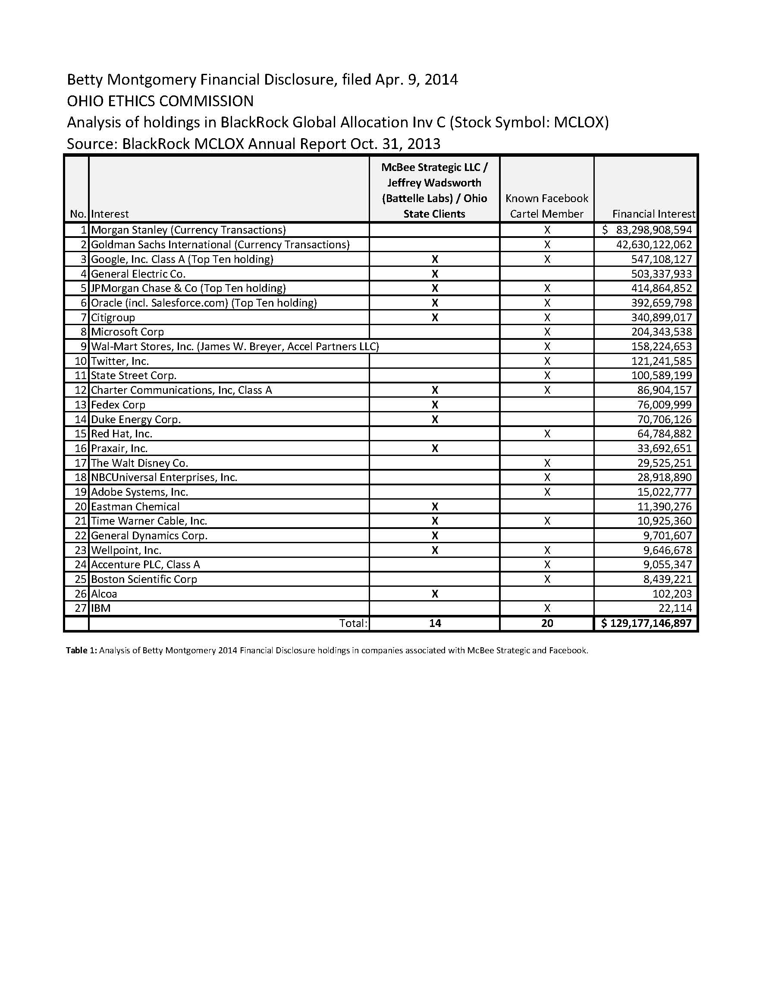 Betty Montgomery Financial Disclosure, filed Apr. 9, 2014
OHIO ETHICS COMMISSION
Analysis of holdings in BlackRock Global Allocation Inv C (Stock Symbol: MCLOX)
Source: BlackRock MCLOX Annual Report Oct. 31, 2013
No. Interest McBee Strategic LLC / Jeffrey Wadsworth (Battelle Labs) / Ohio State Clients Known Facebook Cartel Member Financial Interest
1 Morgan Stanley (Currency Transactions) X $ 83,298,908,594
2 Goldman Sachs International (Currency Transactions) X 42,630,122,062
3 Google, Inc. Class A (Top Ten holding) X X 547,108,127
4 General Electric Co. X 503,337,933
5 JPMorgan Chase & Co (Top Ten holding) X X 414,864,852
6 Oracle (incl. Salesforce.com) (Top Ten holding) X X 392,659,798
7 Citigroup X X 340,899,017
8 Microsoft Corp X 204,343,538
9 Wal-Mart Stores, Inc. (James W. Breyer, Accel Partners LLC) X 158,224,653
10 Twitter, Inc. X 121,241,585
11 State Street Corp. X 100,589,199
12 Charter Communications, Inc, Class A X X 86,904,157
13 Fedex Corp X 76,009,999
14 Duke Energy Corp. X 70,706,126
15 Red Hat, Inc. X 64,784,882
16 Praxair, Inc. X 33,692,651
17 The Walt Disney Co. X 29,525,251
18 NBCUniversal Enterprises, Inc. X 28,918,890
19 Adobe Systems, Inc. X 15,022,777
20 Eastman Chemical X 11,390,276
21 Time Warner Cable, Inc. X X 10,925,360
22 General Dynamics Corp. X 9,701,607
23 Wellpoint, Inc. X X 9,646,678
24 Accenture PLC, Class A X 9,055,347
25 Boston Scientific Corp X 8,439,221
26 Alcoa X 102,203
27 IBM X 22,114
Total: 14 20 $ 129,177,146,897
Table 1: Analysis of Betty Montgomery 2014 Financial Disclosure holdings in companies associated with McBee Strategic and Facebook.